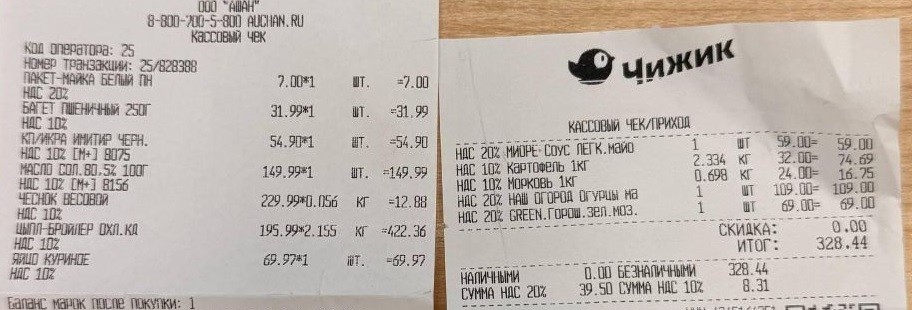 ООО "АШАН"
8-800-700-5-800 AUCHAN.RU
Кассовый чек
Код оператора: 25
Номер транзакции: 25/828388
ПАКЕТ-МАЙКА БЕЛЫЙ ПН 7.00*1 ШТ. =7.00
НДС 20%
БАГЕТ ПШЕНИЧНЫЙ 250Г 31.99*1 ШТ. =31.99
НДС 10%
КП/ИКРА ИМИТИР ЧЕРН. 54.90*1 ШТ. =54.90
НДС 10% [М+] 8075
МАСЛО СОЛ.80.5% 100Г 149.99*1 ШТ. =149.99
НДС 10% [М+] 8156
ЧЕСНОК ВЕСОВОЙ 229.99*0.056 КГ =12.88
НДС 10%
ЦЫПЛ-БРОЙЛЕР ОХЛ.КД 195.99*2.155 КГ =422.36
НДС 10%
ЯЙЦО КУРИНОЕ 69.97*1 ШТ. =69.97
НДС 10%
Баланс марок после покупки: 1
Чижик
КАССОВЫЙ ЧЕК/ПРИХОД
НДС 20% МИОРЕ-СОУС ЛЕГК.МАЙО 1 ШТ 59.00= 59.00
НДС 10% КАРТОФЕЛЬ 1КГ 2.334 КГ 32.00= 74.69
НДС 10% МОРКОВЬ 1КГ 0.698 КГ 24.00= 16.75
НДС 20% НАШ ОГОРОД ОГУРЦЫ МА 1 ШТ 109.00= 109.00
НДС 20% GREEN.ГОРОШ.ЗЕЛ.МОЗ. 1 ШТ 69.00= 69.00
СКИДКА: 0.00
ИТОГ: 328.44
НАЛИЧНЫМИ 0.00 БЕЗНАЛИЧНЫМИ 328.44
СУММА НДС 20% 39.50 СУММА НДС 10% 8.31